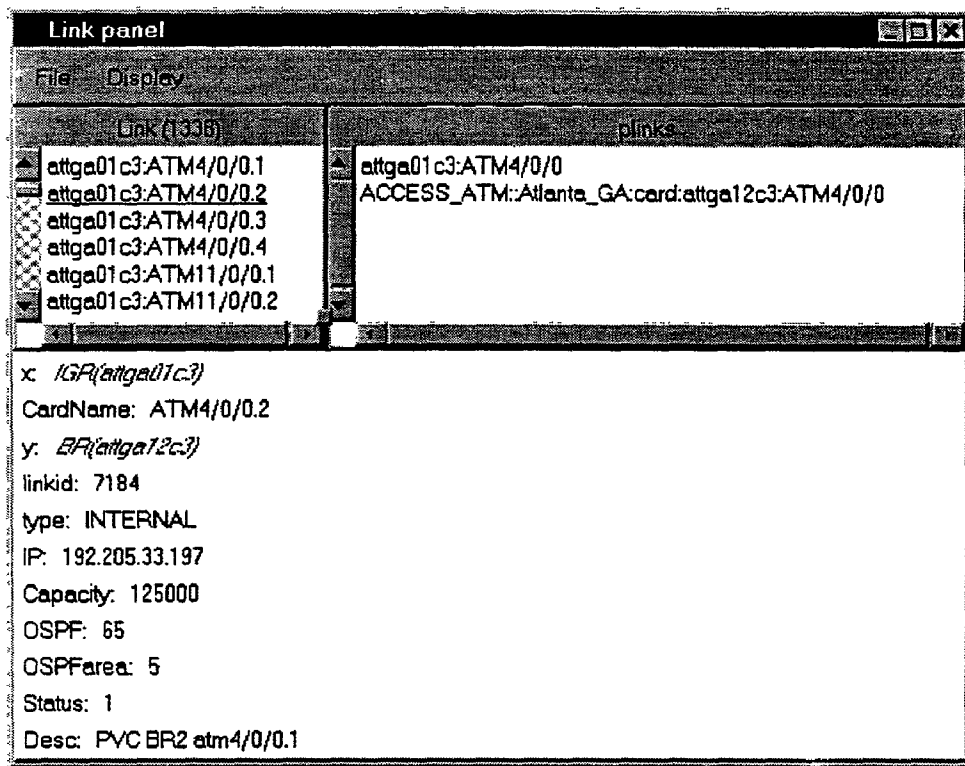 Link panel
File Display
Link (1338)
plinks
attga01c3:ATM4/0/0.1
attga01c3:ATM4/0/0.2
attga01c3:ATM4/0/0.3
attga01c3:ATM4/0/0.4
attga01c3:ATM11/0/0.1
attga01c3:ATM11/0/0.2
attga01c3:ATM4/0/0
ACCESS_ATM::Atlanta_GA:card:attga12c3:ATM4/0/0
x: IGR(attga01c3)
CardName: ATM4/0/0.2
y: BR(attga12c3)
linkid: 7184
type: INTERNAL
IP: 192.205.33.197
Capacity: 125000
OSPF: 65
OSPFarea: 5
Status: 1
Desc: PVC BR2 atm4/0/0.1